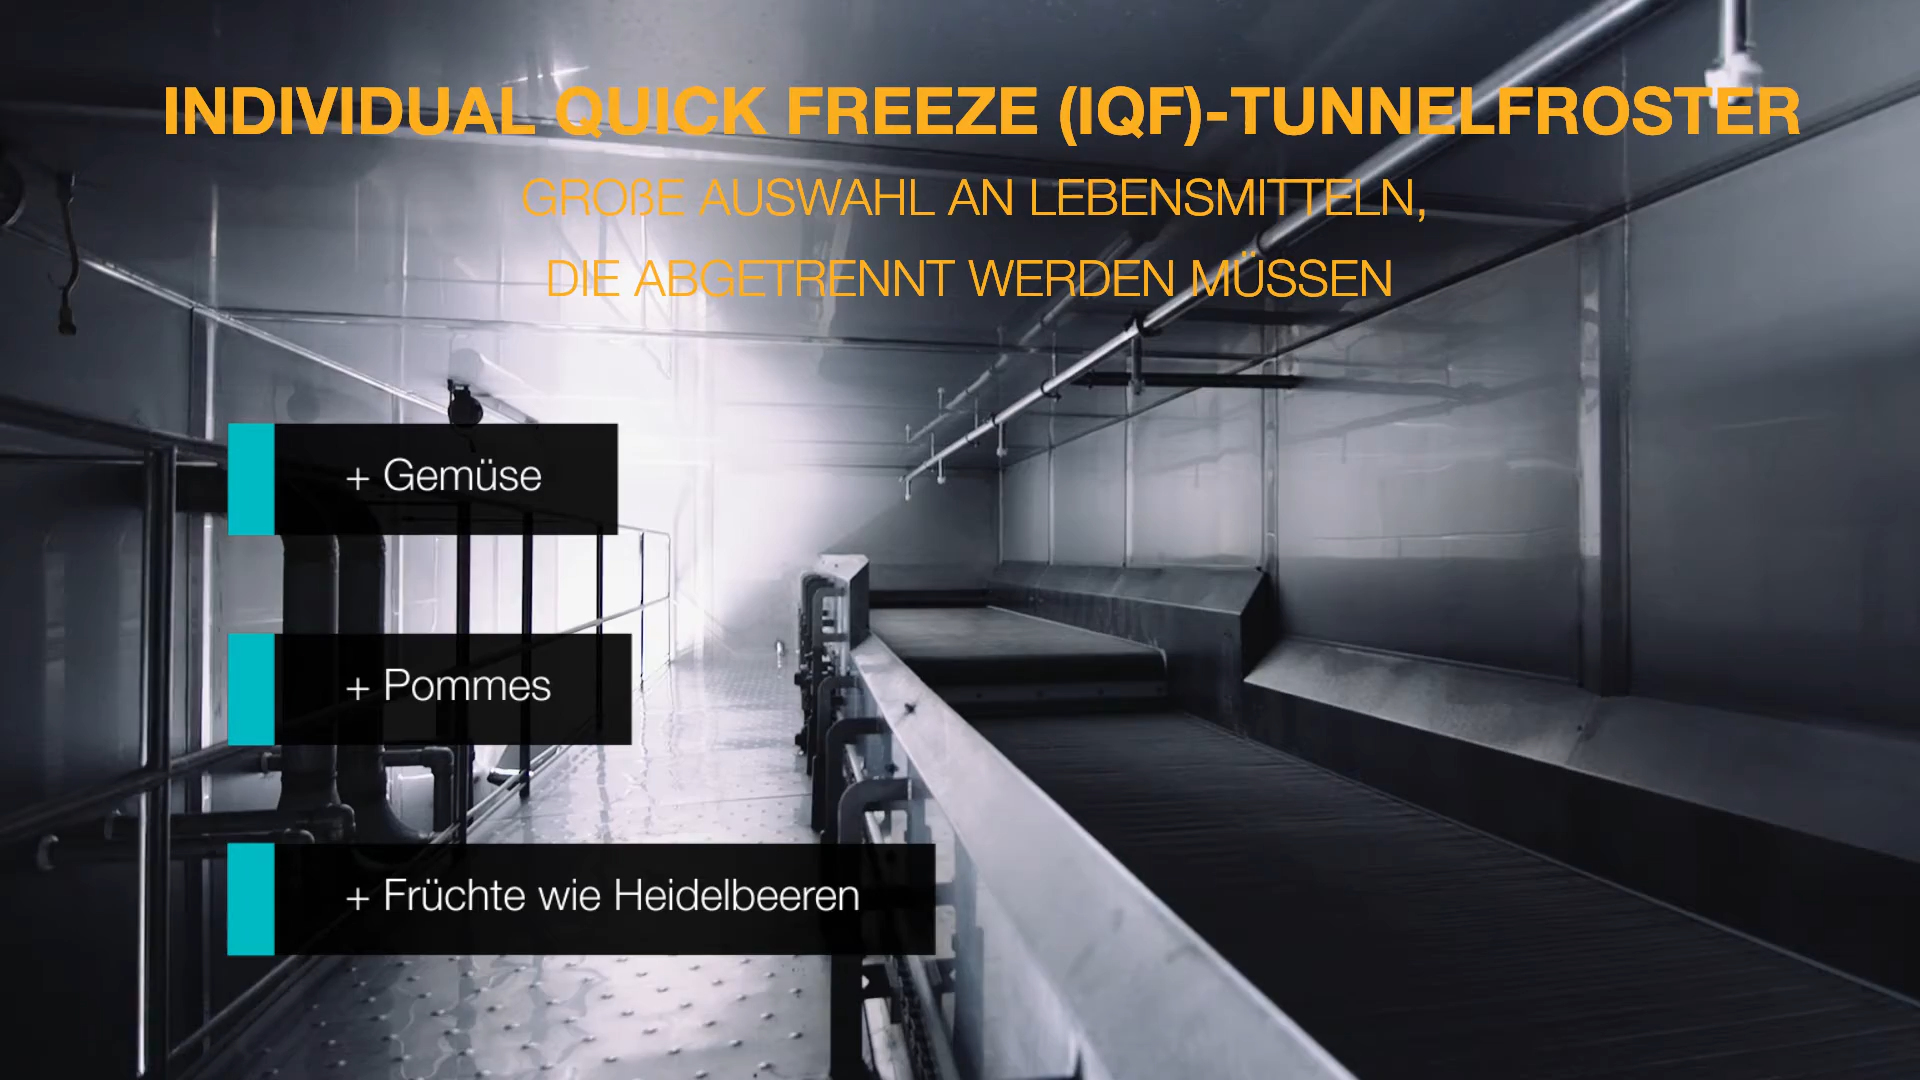 INDIVIDUAL QUICK FREEZE (IQF)-TUNNELFROSTER
GROßE AUSWAHL AN LEBENSMITTELN,
DIE ABGETRENNT WERDEN MÜSSEN
+ Gemüse
+ Pommes
+ Früchte wie Heidelbeeren